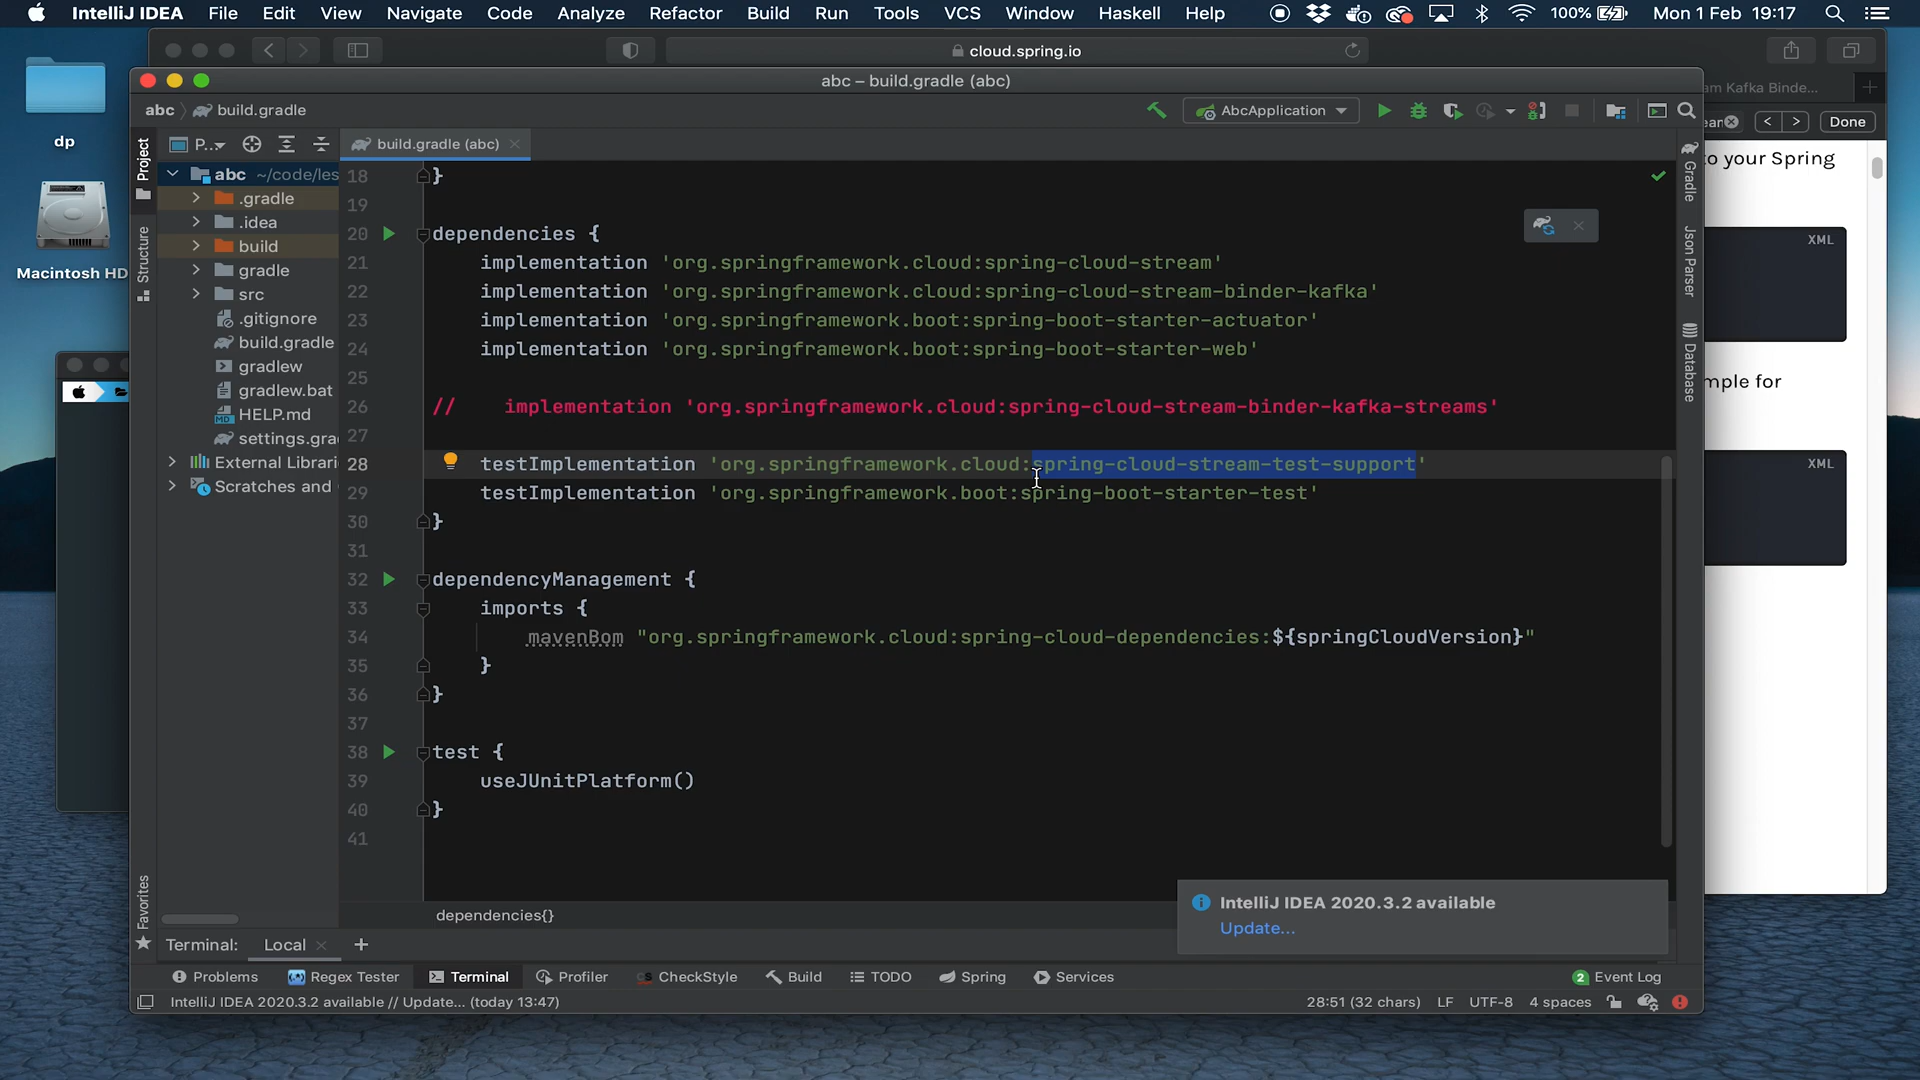 IntelliJ IDEA File Edit View Navigate Code Analyze Refactor Build Run Tools VCS Window Haskell Help 100% Mon 1 Feb 19:17
cloud.spring.io
abc – build.gradle (abc)
abc build.gradle
AbcApplication
am Kafka Binde...
P...
build.gradle (abc)
Done
Project
Structure
Favorites
Gradle
Json Parser
Database
dp
Macintosh HD
abc ~/code/les
.gradle
.idea
build
gradle
src
.gitignore
build.gradle
gradlew
gradlew.bat
HELP.md
settings.gra
External Librari
Scratches and
18 }
19
20 dependencies {
21 implementation 'org.springframework.cloud:spring-cloud-stream'
22 implementation 'org.springframework.cloud:spring-cloud-stream-binder-kafka'
23 implementation 'org.springframework.boot:spring-boot-starter-actuator'
24 implementation 'org.springframework.boot:spring-boot-starter-web'
25
26 // implementation 'org.springframework.cloud:spring-cloud-stream-binder-kafka-streams'
27
28 testImplementation 'org.springframework.cloud:spring-cloud-stream-test-support'
29 testImplementation 'org.springframework.boot:spring-boot-starter-test'
30 }
31
32 dependencyManagement {
33 imports {
34 mavenBom "org.springframework.cloud:spring-cloud-dependencies:${springCloudVersion}"
35 }
36 }
37
38 test {
39 useJUnitPlatform()
40 }
41
o your Spring
XML
mple for
XML
dependencies{}
IntelliJ IDEA 2020.3.2 available
Update...
Terminal: Local
Problems Regex Tester Terminal Profiler CheckStyle Build TODO Spring Services 2 Event Log
IntelliJ IDEA 2020.3.2 available // Update... (today 13:47) 28:51 (32 chars) LF UTF-8 4 spaces